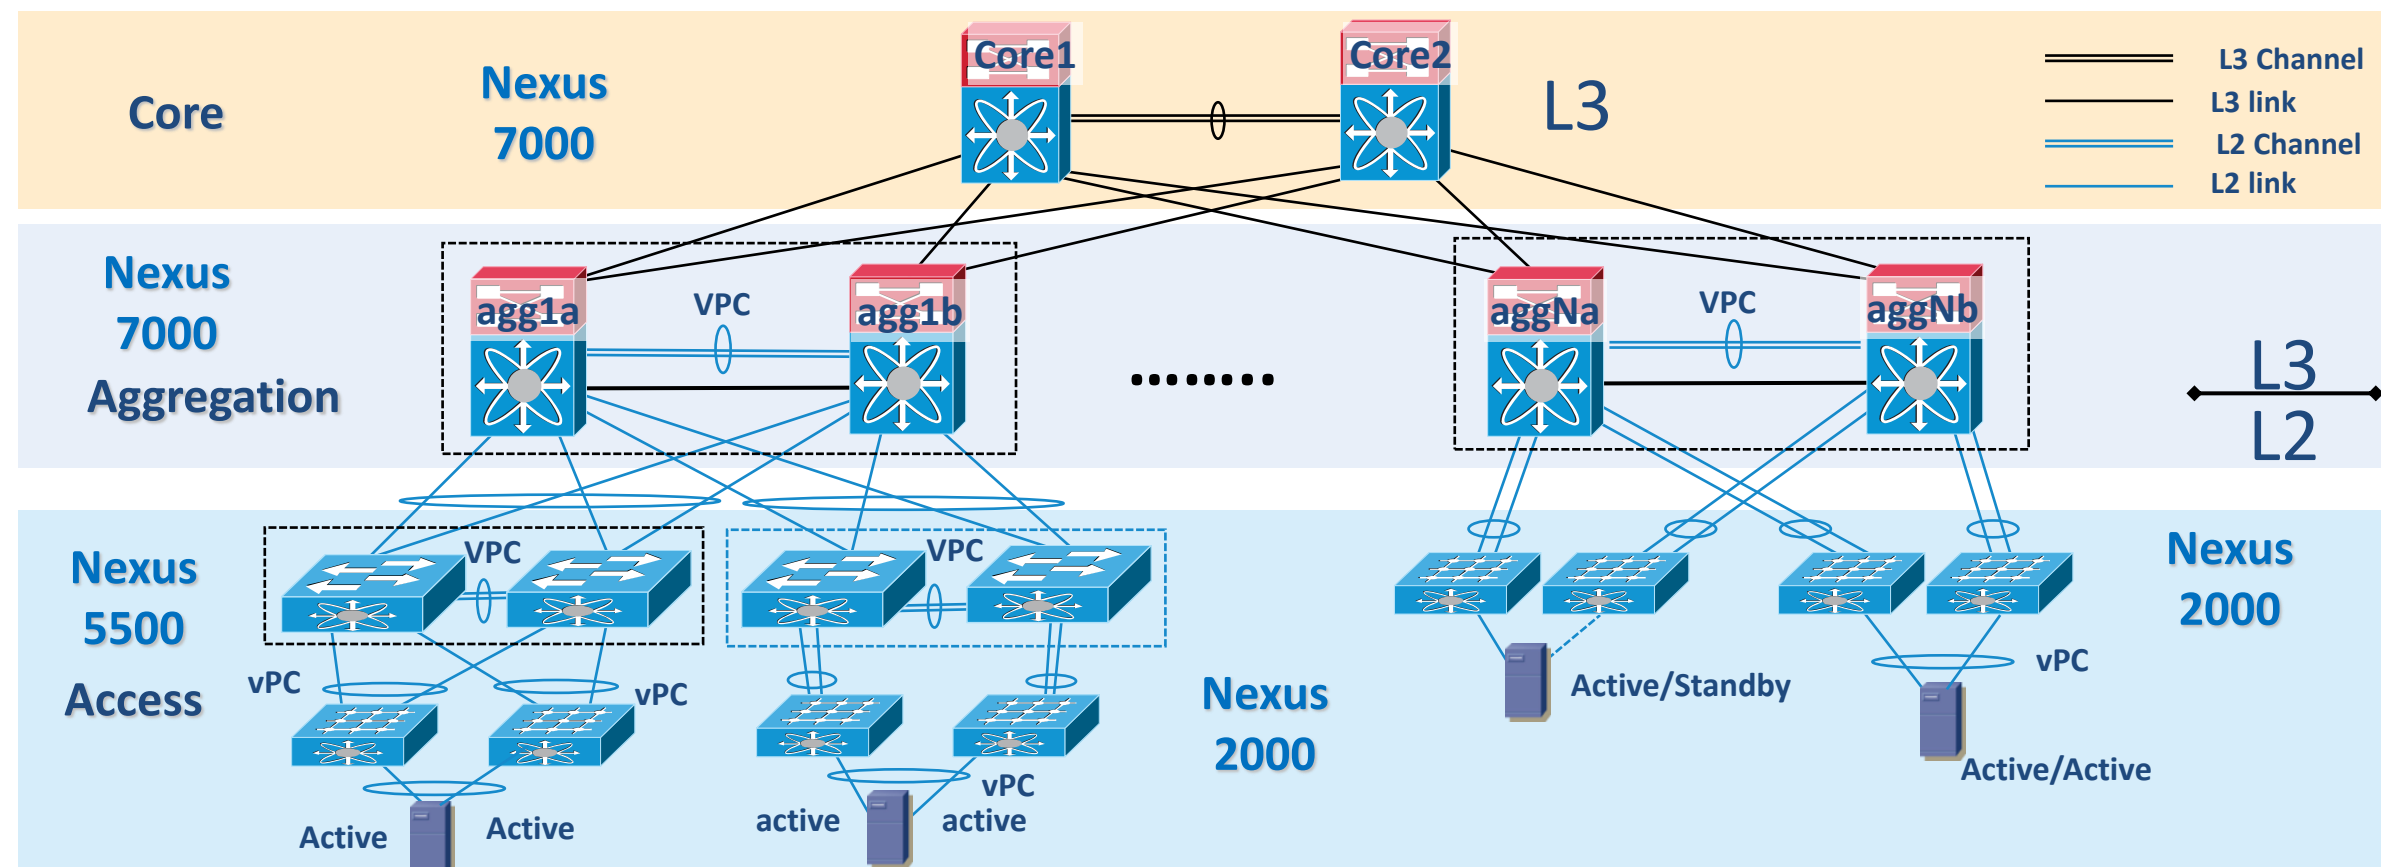 Core
Nexus
7000
Core1
Core2
L3
L3 Channel
L3 link
L2 Channel
L2 link
Nexus
7000
Aggregation
agg1a
VPC
agg1b
........
aggNa
VPC
aggNb
L3
L2
Nexus
5500
Access
VPC
VPC
vPC
vPC
Active
Active
active
active
vPC
Nexus
2000
Active/Standby
vPC
Active/Active
Nexus
2000